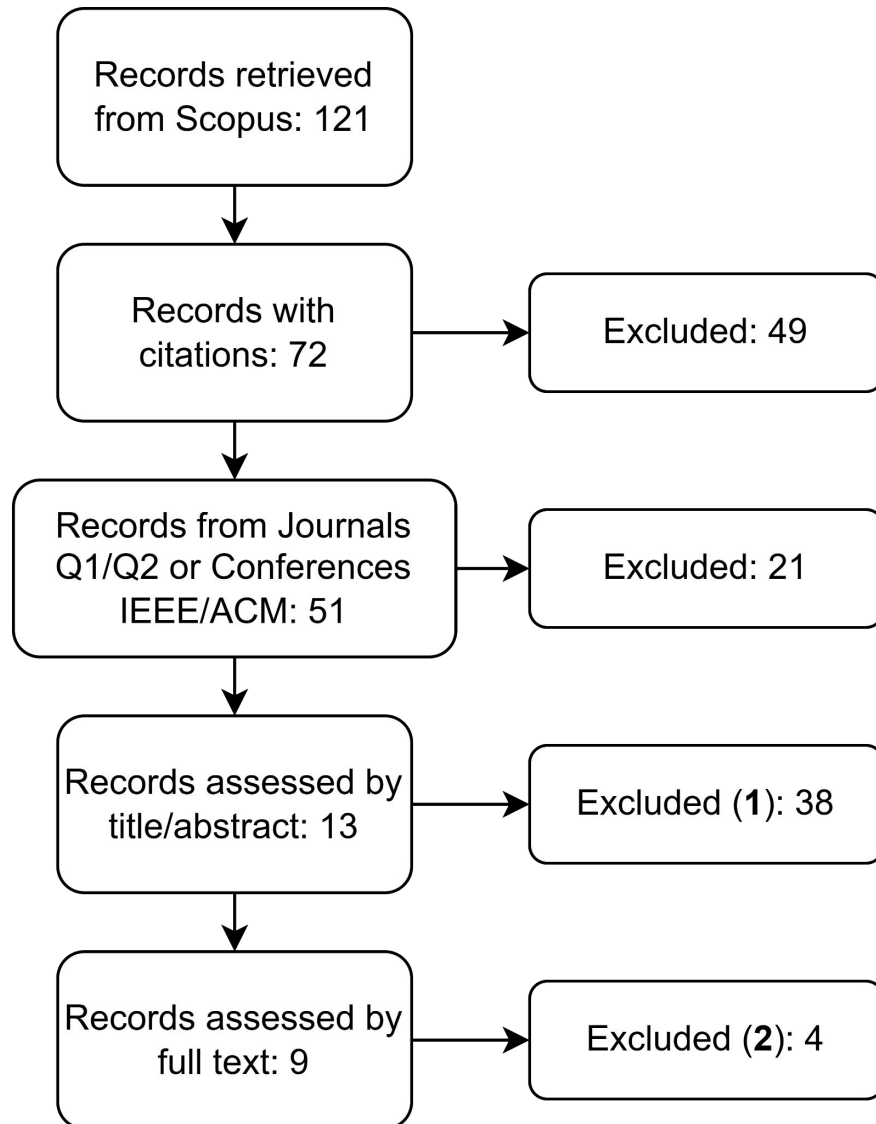 Records retrieved
from Scopus: 121
Records with
citations: 72
Excluded: 49
Records from Journals
Q1/Q2 or Conferences
IEEE/ACM: 51
Excluded: 21
Records assessed by
title/abstract: 13
Excluded (1): 38
Records assessed by
full text: 9
Excluded (2): 4